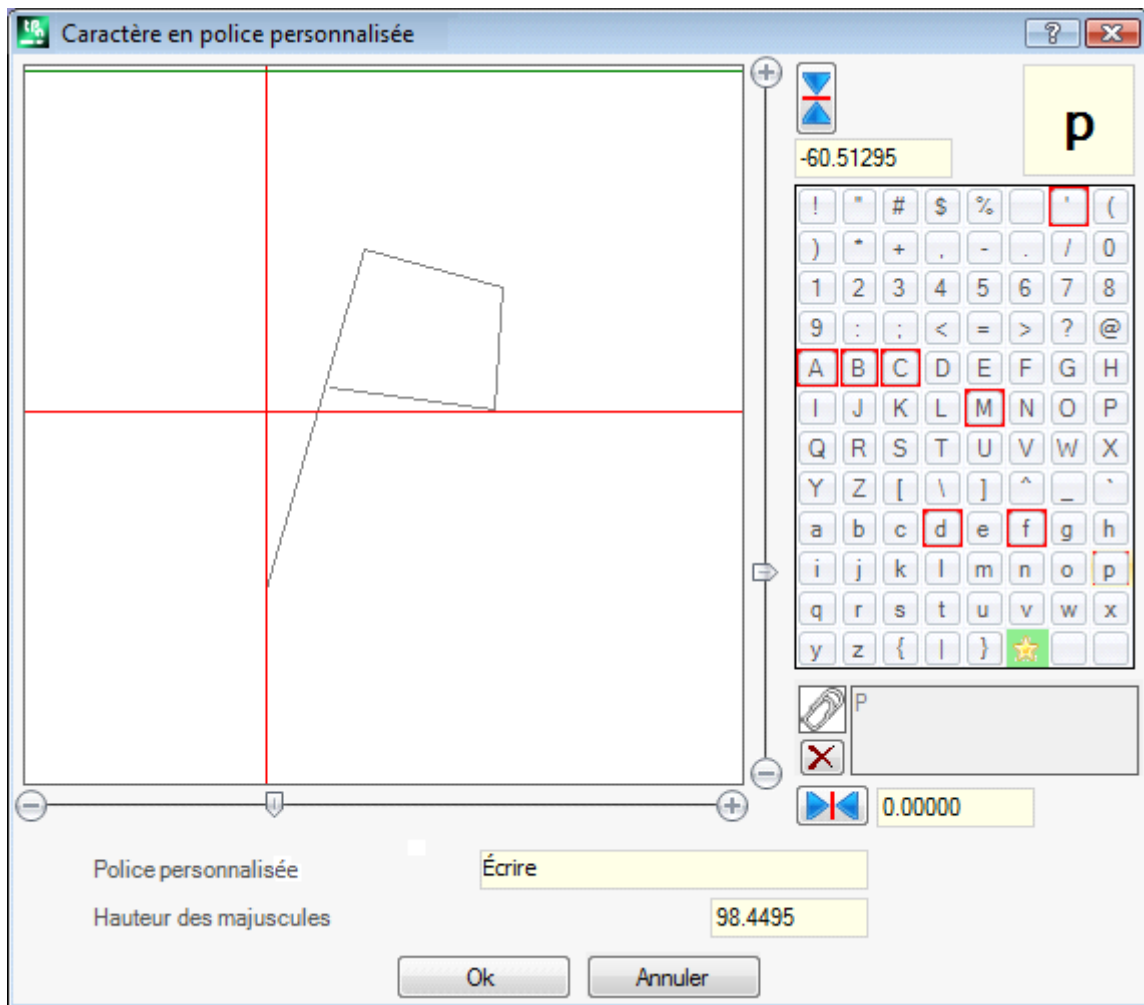 Caractère en police personnalisée
p
-60.51295
! " # $ % ' (
) * + , - . / 0
1 2 3 4 5 6 7 8
9 : ; < = > ? @
A B C D E F G H
I J K L M N O P
Q R S T U V W X
Y Z [ \ ] ^ _ `
a b c d e f g h
i j k l m n o p
q r s t u v w x
y z { | }
P
0.00000
Police personnalisée Écrire
Hauteur des majuscules 98.4495
Ok Annuler